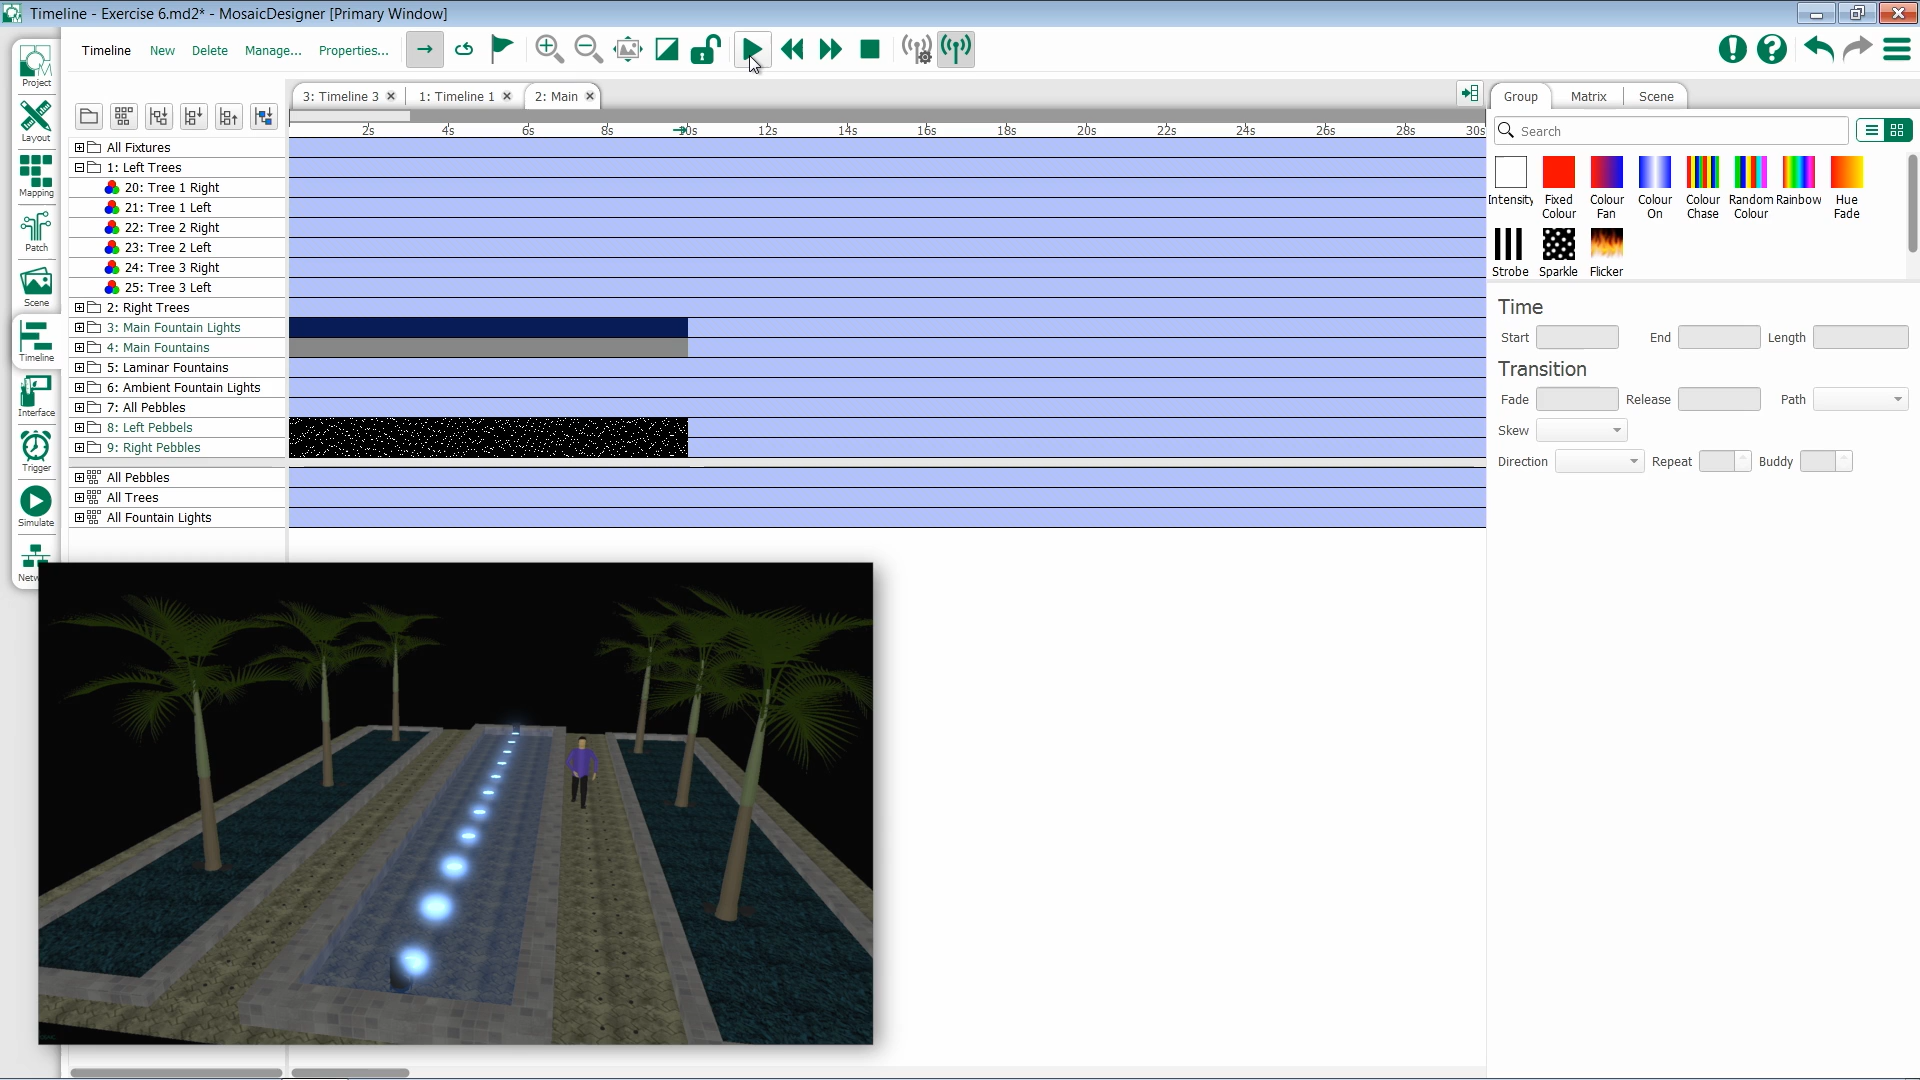 Timeline - Exercise 6.md2* - MosaicDesigner [Primary Window]
Timeline New Delete Manage... Properties...
Project
Layout
Mapping
Patch
Scene
Timeline
Interface
Trigger
Simulate
3: Timeline 3 1: Timeline 1 2: Main
2s 4s 6s 8s 10s 12s 14s 16s 18s 20s 22s 24s 26s 28s 30s
All Fixtures
1: Left Trees
20: Tree 1 Right
21: Tree 1 Left
22: Tree 2 Right
23: Tree 2 Left
24: Tree 3 Right
25: Tree 3 Left
2: Right Trees
3: Main Fountain Lights
4: Main Fountains
5: Laminar Fountains
6: Ambient Fountain Lights
7: All Pebbles
8: Left Pebbels
9: Right Pebbles
All Pebbles
All Trees
All Fountain Lights
Group Matrix Scene
Search
Intensity Fixed Colour Colour Fan Colour On Colour Chase Random Colour Rainbow Hue Fade
Strobe Sparkle Flicker
Time
Start End Length
Transition
Fade Release Path
Skew
Direction Repeat Buddy